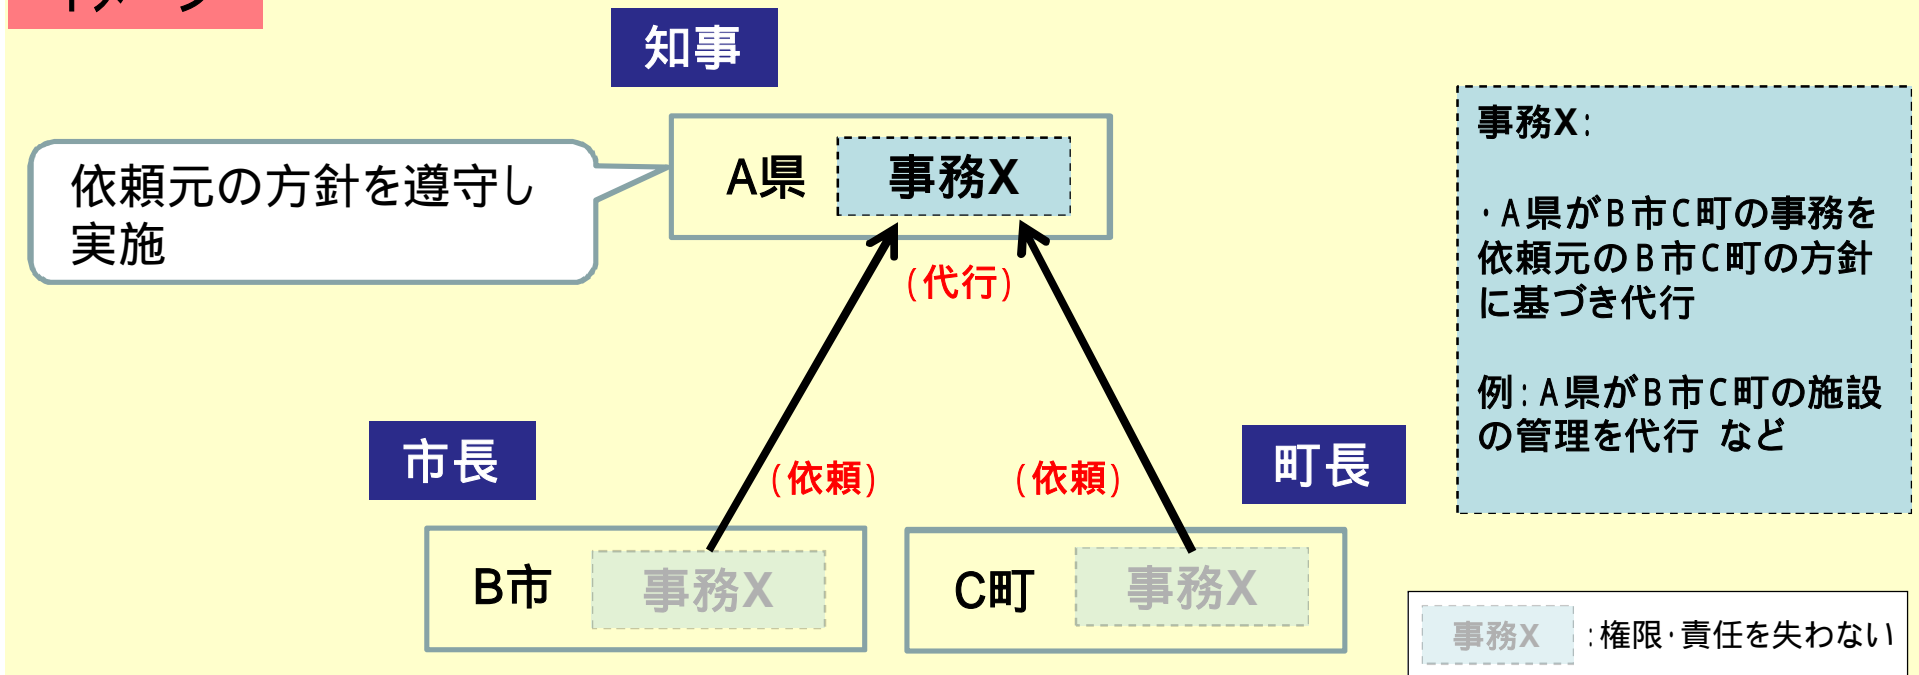 知事
A県 事務X
依頼元の方針を遵守し
実施
(代行)
事務X:
・A県がB市C町の事務を
依頼元のB市C町の方針
に基づき代行
例:A県がB市C町の施設
の管理を代行 など
市長
(依頼)
(依頼)
町長
B市 事務X
C町 事務X
事務X :権限・責任を失わない